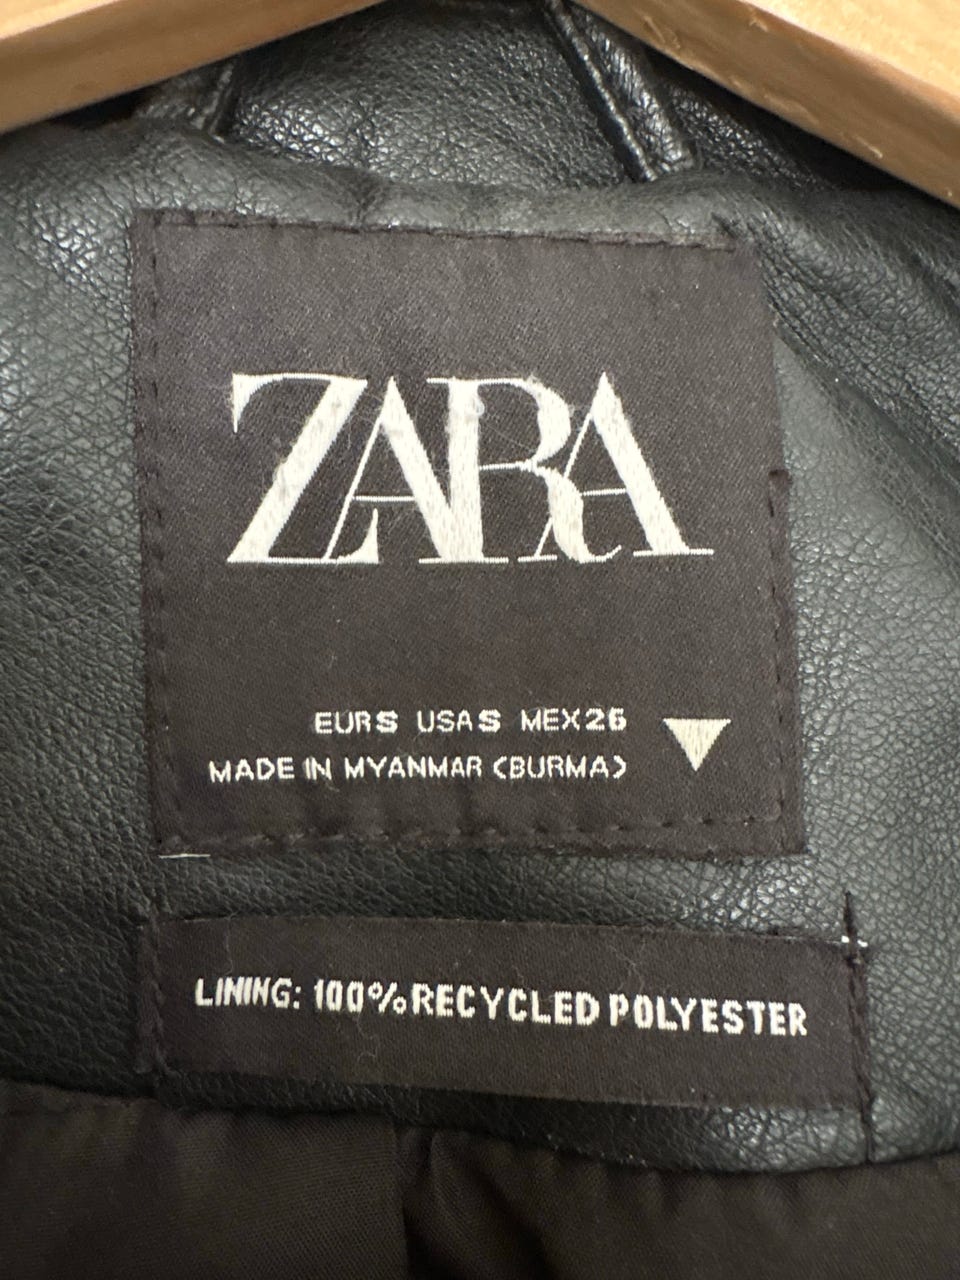 ZARA
EUR S USA S MEX 26
MADE IN MYANMAR (BURMA)
LINING: 100% RECYCLED POLYESTER